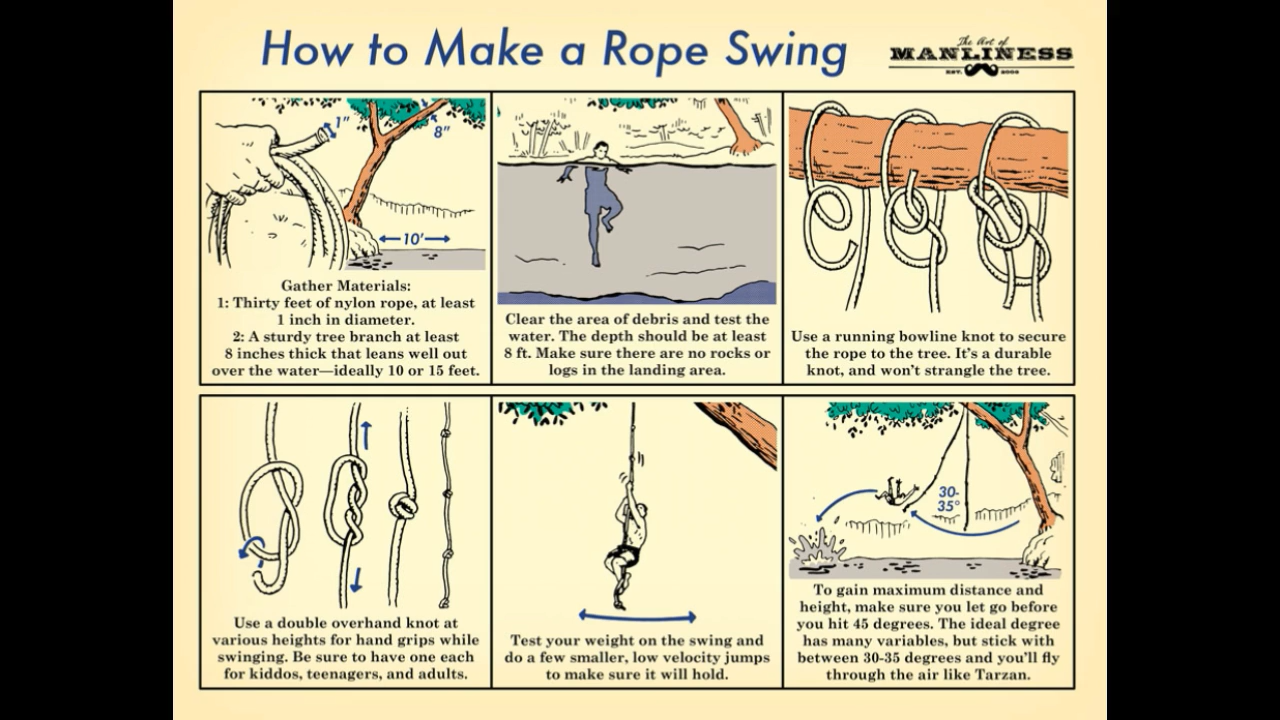 How to Make a Rope Swing
The Art of
MANLINESS
EST. 2008
1"
8"
10'
Gather Materials:
1: Thirty feet of nylon rope, at least
1 inch in diameter.
2: A sturdy tree branch at least
8 inches thick that leans well out
over the water—ideally 10 or 15 feet.
Clear the area of debris and test the
water. The depth should be at least
8 ft. Make sure there are no rocks or
logs in the landing area.
Use a running bowline knot to secure
the rope to the tree. It's a durable
knot, and won't strangle the tree.
Use a double overhand knot at
various heights for hand grips while
swinging. Be sure to have one each
for kiddos, teenagers, and adults.
Test your weight on the swing and
do a few smaller, low velocity jumps
to make sure it will hold.
30-
35°
To gain maximum distance and
height, make sure you let go before
you hit 45 degrees. The ideal degree
has many variables, but stick with
between 30-35 degrees and you'll fly
through the air like Tarzan.